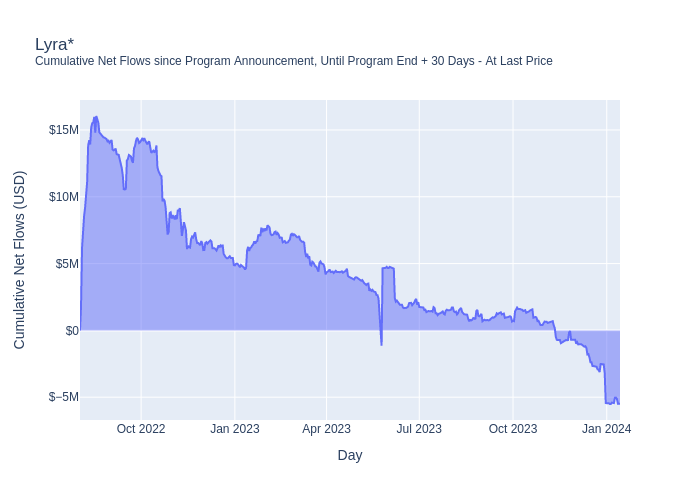 Lyra*
Cumulative Net Flows since Program Announcement, Until Program End + 30 Days - At Last Price
Cumulative Net Flows (USD)
$15M
$10M
$5M
$0
$−5M
Oct 2022
Jan 2023
Apr 2023
Jul 2023
Oct 2023
Jan 2024
Day